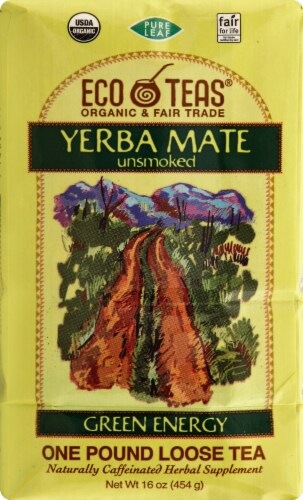 USDA
ORGANIC
PURE
LEAF
fair
for life
ECO TEAS®
ORGANIC & FAIR TRADE
YERBA MATE
unsmoked
GREEN ENERGY
ONE POUND LOOSE TEA
Naturally Caffeinated Herbal Supplement
Net Wt 16 oz (454 g)